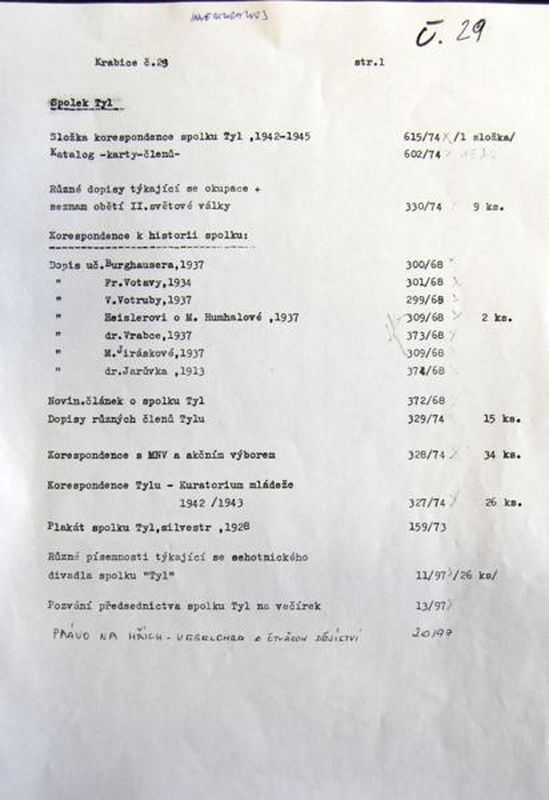 č. 29
Krabice č.29 str.1
Spolek Tyl
Složka korespondence spolku Tyl ,1942-1945 615/74 /1 složka/
Katalog -karty-členů- 602/74
Různé dopisy týkající se okupace +
seznam obětí II.světové války 330/74 9 ks.
Korespondence k historii spolku:
Dopis uč.Burghausera,1937 300/68
" Fr.Votavy,1934 301/68
" V.Votruby,1937 299/68
" Heislerovi o M. Rumhalové ,1937 309/68 2 ks.
" dr.Vrabce,1937 373/68
" M.Jiráskové,1937 309/68
" dr.Jarůvka ,1913 374/68
Novin.článek o spolku Tyl 372/68
Dopisy různých členů Tylu 329/74 15 ks.
Korespondence s MNV a akčním výborem 328/74 34 ks.
Korespondence Tylu - Kuratorium mládeže
1942 /1943 327/74 26 ks.
Plakát spolku Tyl,silvestr ,1928 159/73
Různé písemnosti týkající se sehotnického
divadla spolku "Tyl" 11/97 /26 ks/
Pozvání předsednictva spolku Tyl na večírek 13/97
PRÁVO NA HŘÍCH - VESELOHRA O ČTVEROM DĚJSTVÍ 20/97